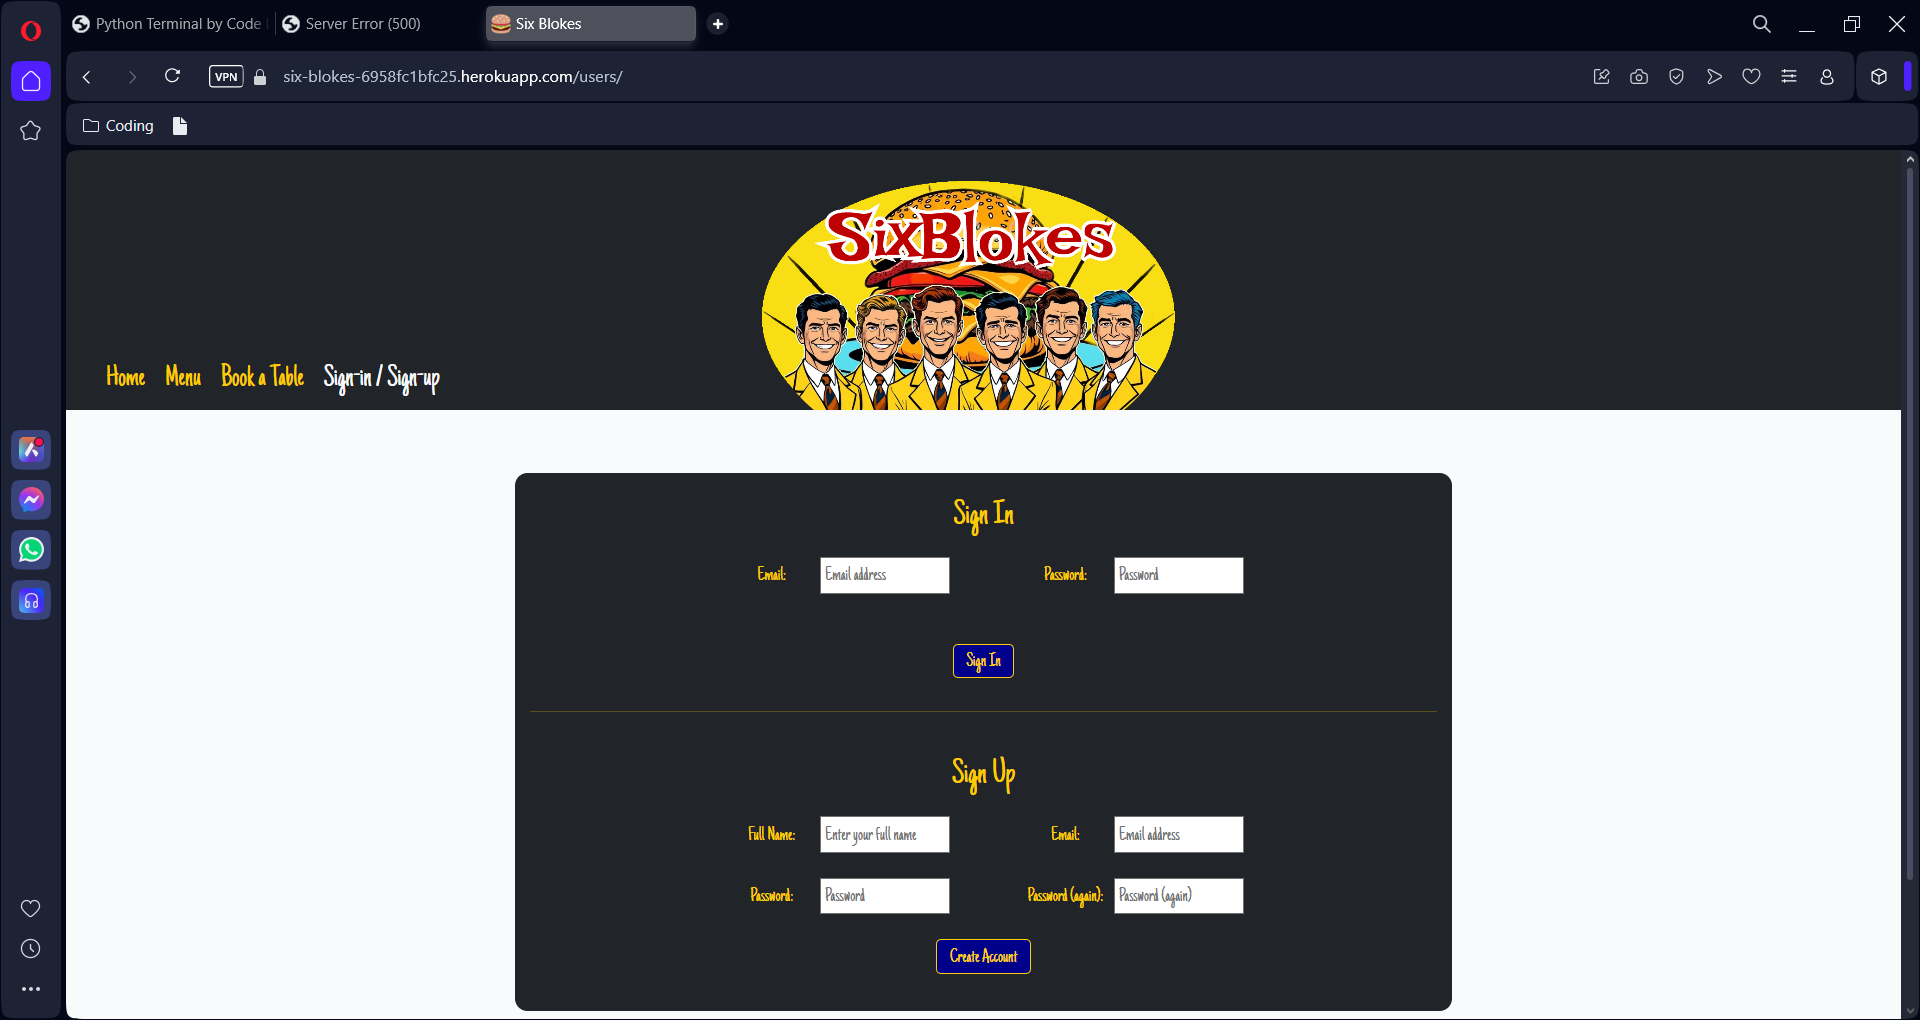 Python Terminal by Code
Server Error (500)
Six Blokes
VPN
six-blokes-6958fc1bfc25.herokuapp.com/users/
Coding
SixBlokes
Home
Menu
Book a Table
Sign-in / Sign-up
Sign In
Email:
Email address
Password:
Password
Sign In
Sign Up
Full Name:
Enter your full name
Email:
Email address
Password:
Password
Password (again):
Password (again)
Create Account